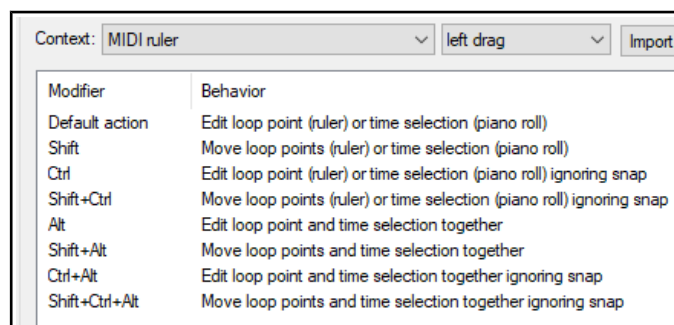 Context: MIDI ruler left drag Import
Modifier Behavior
Default action Edit loop point (ruler) or time selection (piano roll)
Shift Move loop points (ruler) or time selection (piano roll)
Ctrl Edit loop point (ruler) or time selection (piano roll) ignoring snap
Shift+Ctrl Move loop points (ruler) or time selection (piano roll) ignoring snap
Alt Edit loop point and time selection together
Shift+Alt Move loop points and time selection together
Ctrl+Alt Edit loop point and time selection together ignoring snap
Shift+Ctrl+Alt Move loop points and time selection together ignoring snap